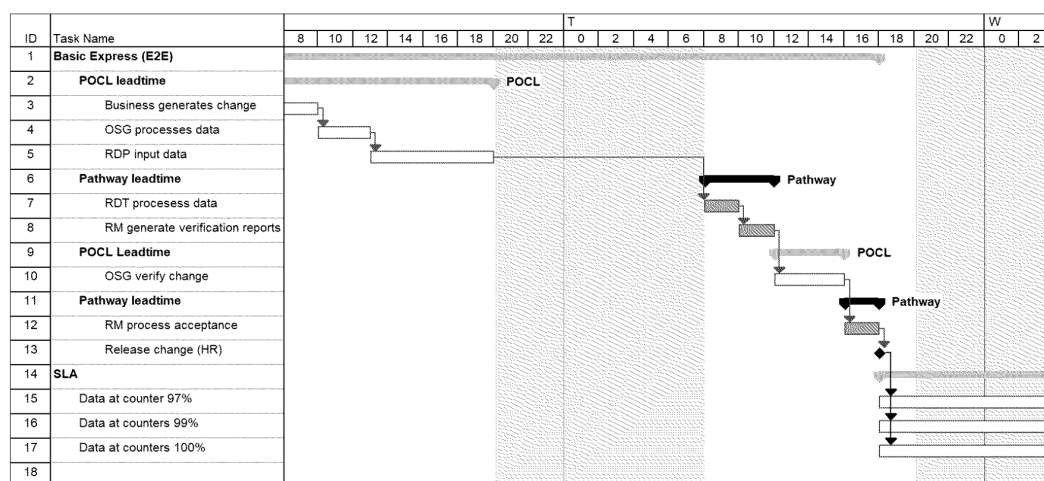 T W
ID Task Name 8 10 12 14 16 18 20 22 0 2 4 6 8 10 12 14 16 18 20 22 0 2
1 Basic Express (E2E)
2 POCL leadtime POCL
3 Business generates change
4 OSG processes data
5 RDP input data
6 Pathway leadtime Pathway
7 RDT procesess data
8 RM generate verification reports
9 POCL Leadtime POCL
10 OSG verify change
11 Pathway leadtime Pathway
12 RM process acceptance
13 Release change (HR)
14 SLA
15 Data at counter 97%
16 Data at counters 99%
17 Data at counters 100%
18